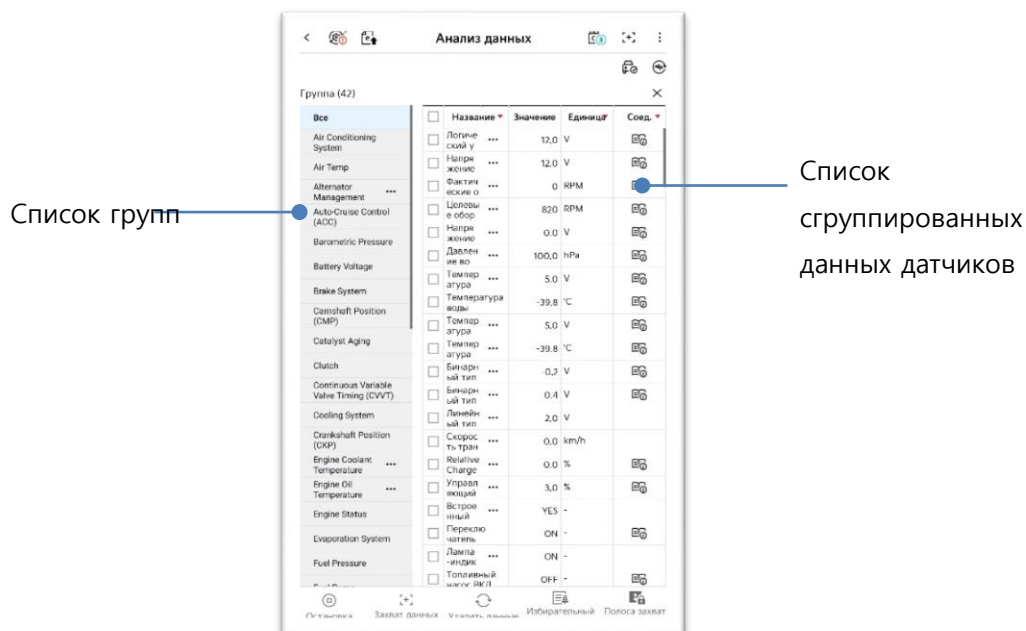 Анализ данных
Группа (42)
Все
Air Conditioning
System
Air Temp
Alternator
Management
•••
Auto-Cruise Control
(ACC)
Barometric Pressure
Battery Voltage
Brake System
Camshaft Position
(CMP)
Catalyst Aging
Clutch
Continuous Variable
Valve Timing (CVVT)
Cooling System
Crankshaft Position
(CKP)
Engine Coolant
Temperature
•••
Engine Oil
Temperature
•••
Engine Status
Evaporation System
Fuel Pressure
Название Значение Единица Соед.
Логиче ••• 12,0 V
ский у
Напря ••• 12.0 V
жение
Фактич ••• 0 RPM
еские о
Целевы ••• 820 RPM
е обор
Напря ••• 0.0 V
жение
Давлен ••• 100,0 hPa
ие во
Темпер ••• 5.0 V
атура
Температура -39.8 °C
воды
Темпер ••• 5.0 V
атура
Темпер ••• -39.8 °C
атура
Бинарн ••• -0,2 V
ый тип
Бинарн ••• 0.4 V
ый тип
Линейн ••• 2,0 V
ый тип
Скорос ••• 0,0 km/h
ть тран
Relative ••• 0.0 %
Charge
Управл ••• 3,0 %
яющий
Встрое ••• YES -
нный
Переклю ON -
чатель
Лампа ••• ON -
-индик
Топливный OFF -
насос ВКЛ
Остановка
Захват данных
Удалить данные
Избирательный
Полоса захват
Список групп
Список
сгруппированных
данных датчиков